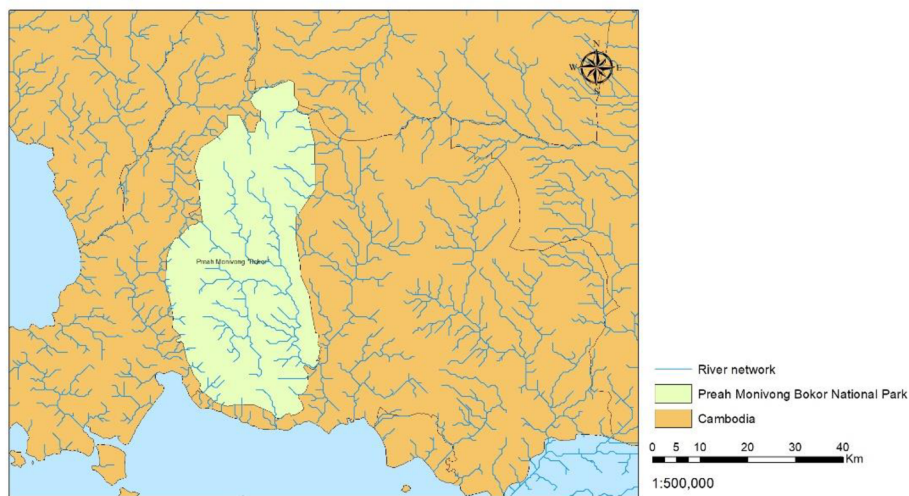 N
W E
S
Preah Monivong "Bokor"
River network
Preah Monivong Bokor National Park
Cambodia
0 5 10 20 30 40
Km
1:500,000